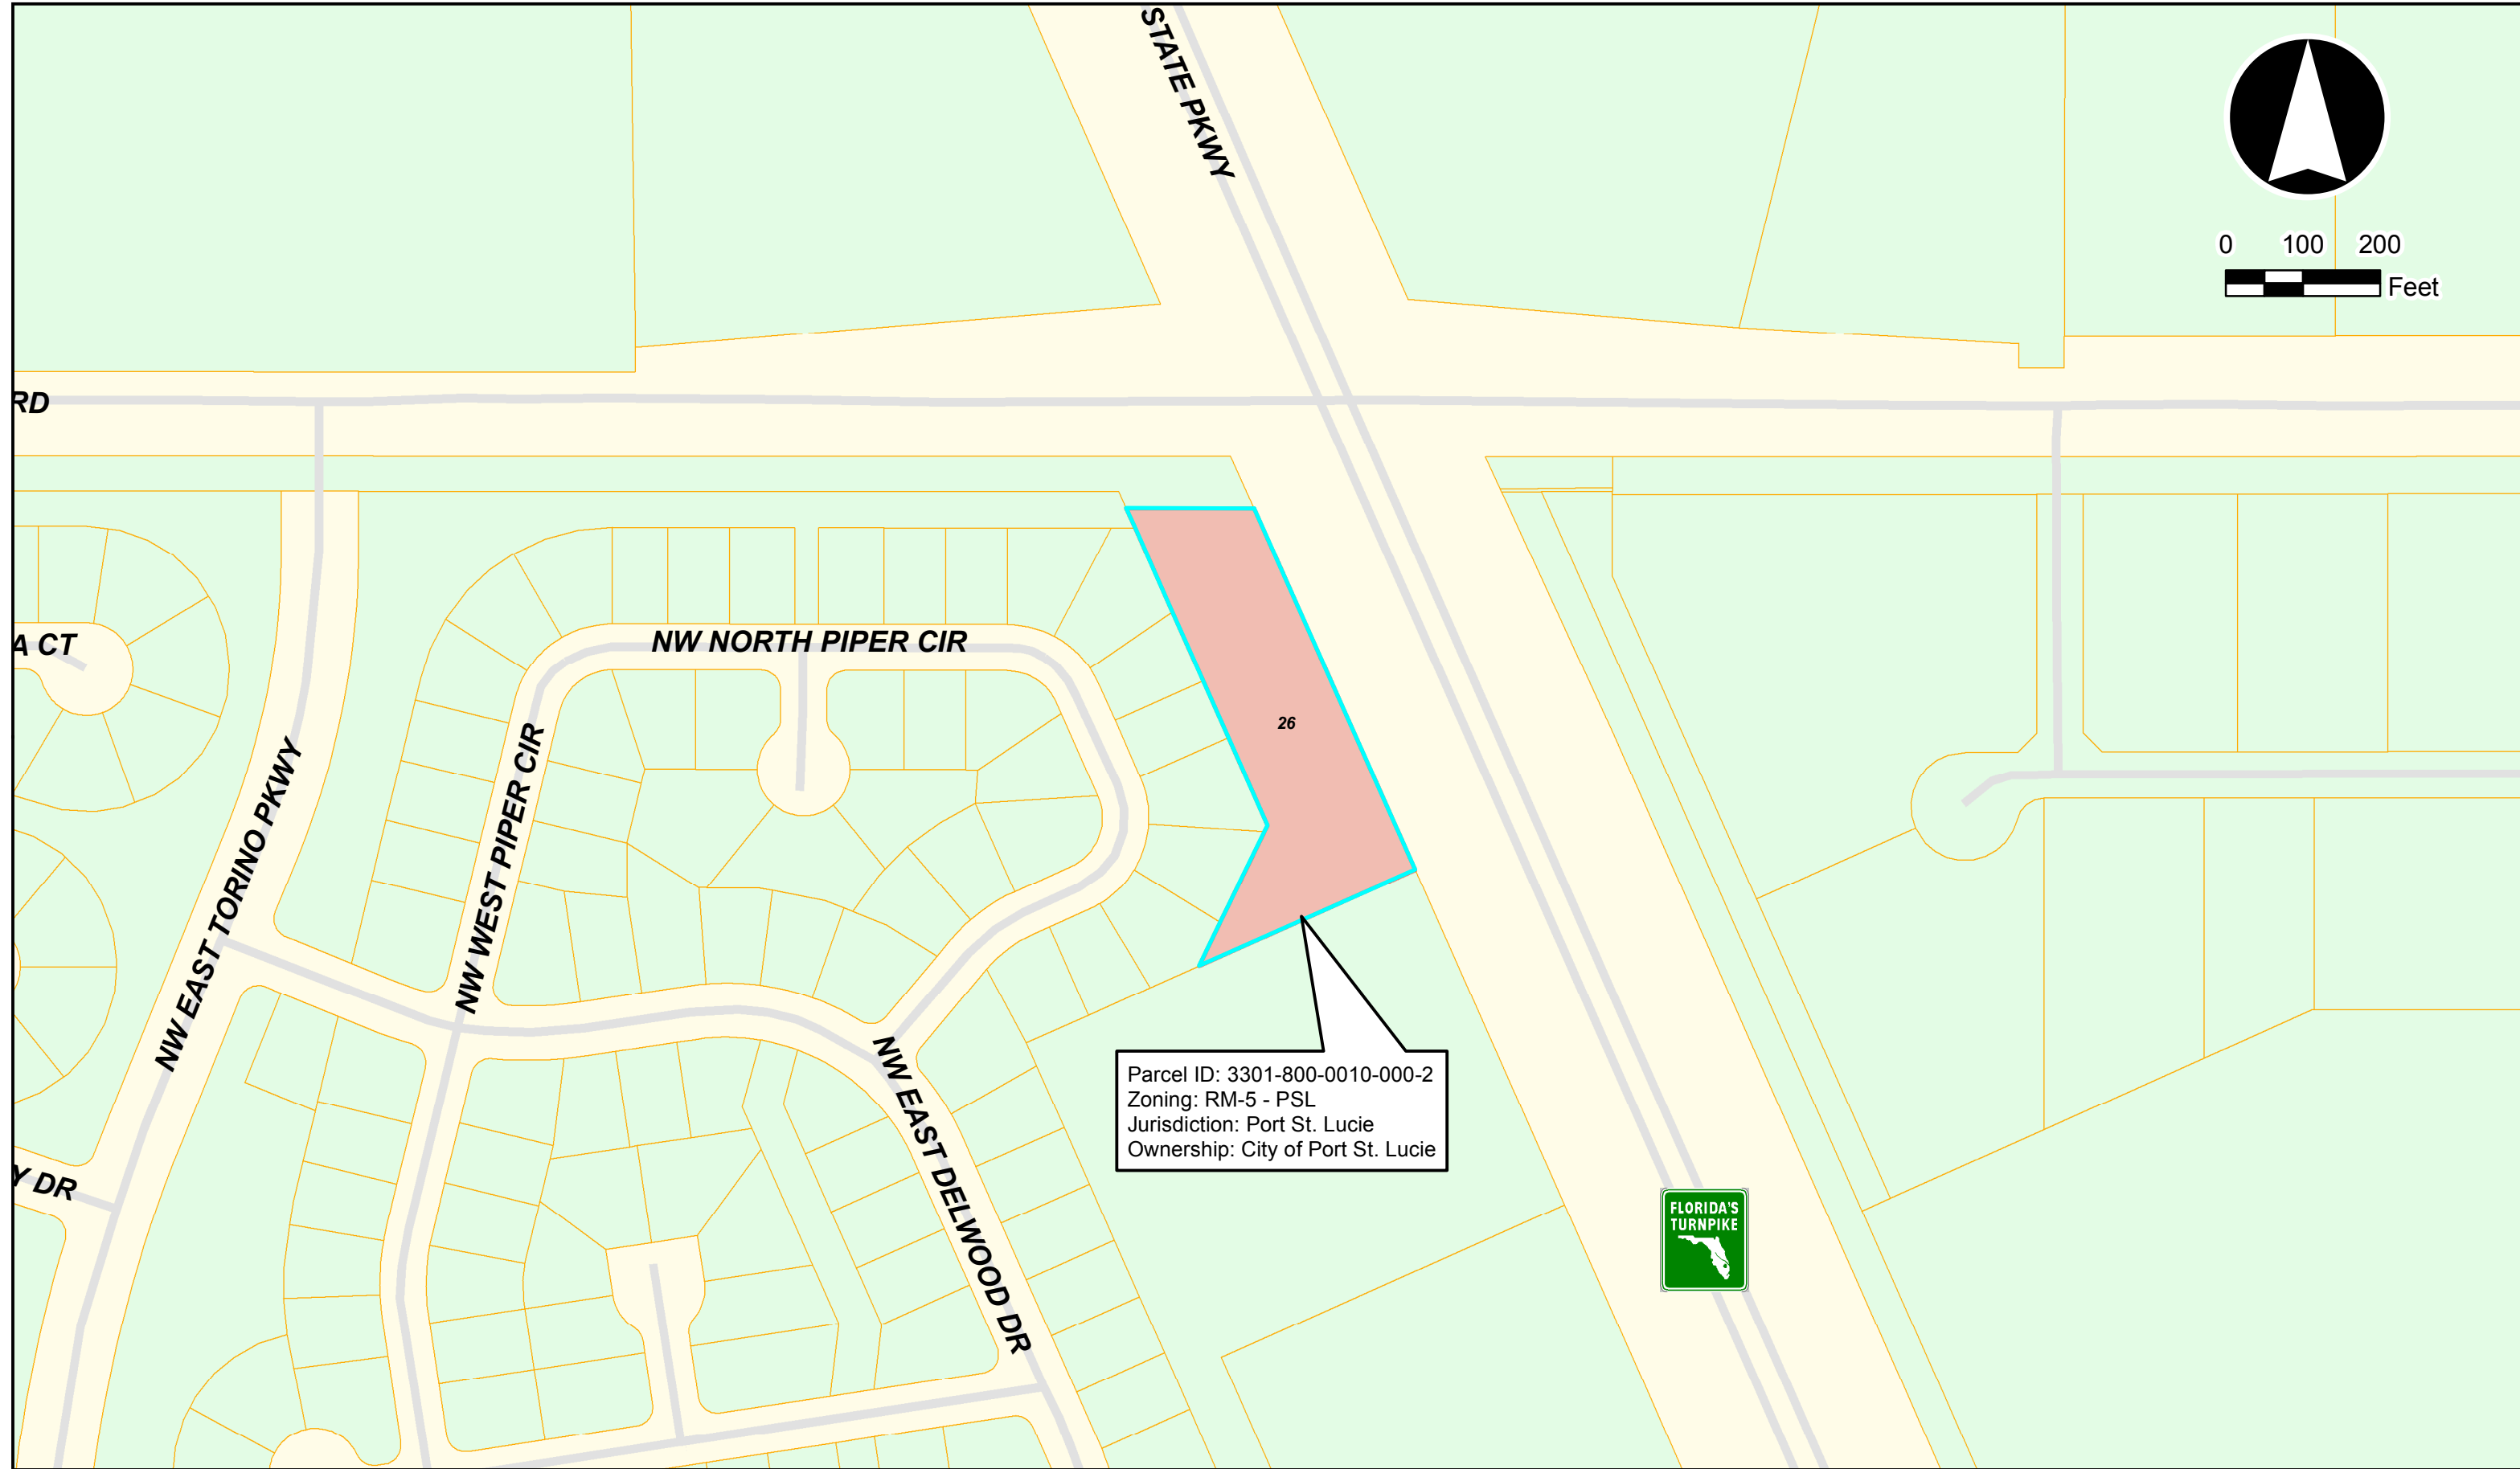 STATE PKWY
0 100 200
Feet
RD
NW NORTH PIPER CIR
A CT
26
NW WEST PIPER CIR
NW EAST TORINO PKWY
Parcel ID: 3301-800-0010-000-2
Zoning: RM-5 - PSL
Jurisdiction: Port St. Lucie
Ownership: City of Port St. Lucie
NW EAST DELWOOD DR
Y DR
FLORIDA'S
TURNPIKE